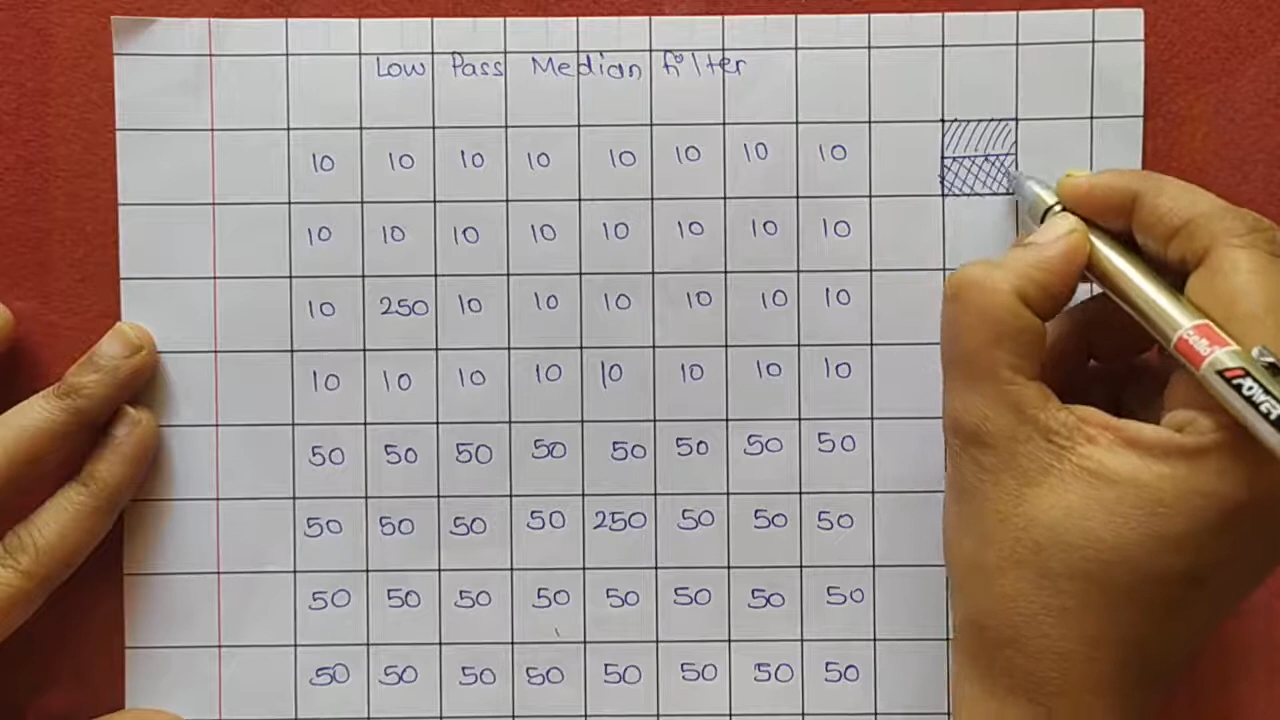 Low Pass Median filter
10 10 10 10 10 10 10 10
10 10 10 10 10 10 10 10
10 250 10 10 10 10 10 10
10 10 10 10 10 10 10 10
50 50 50 50 50 50 50 50
50 50 50 50 250 50 50 50
50 50 50 50 50 50 50 50
50 50 50 50 50 50 50 50
cello
POWER